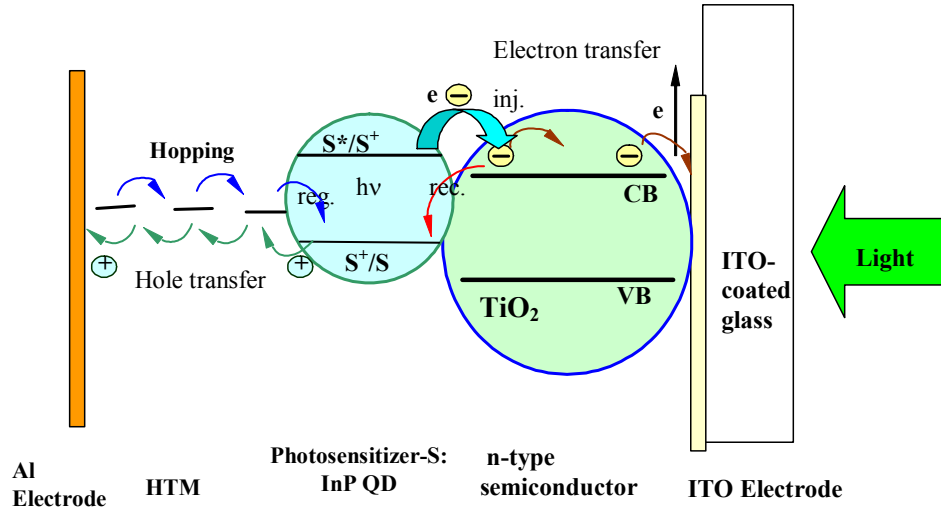 Electron transfer
e
inj.
e
Hopping
S*/S⁺
hν
reg.
rec.
CB
S⁺/S
Hole transfer
VB
TiO₂
ITO-
coated
glass
Light
Al
Electrode
HTM
Photosensitizer-S:
InP QD
n-type
semiconductor
ITO Electrode